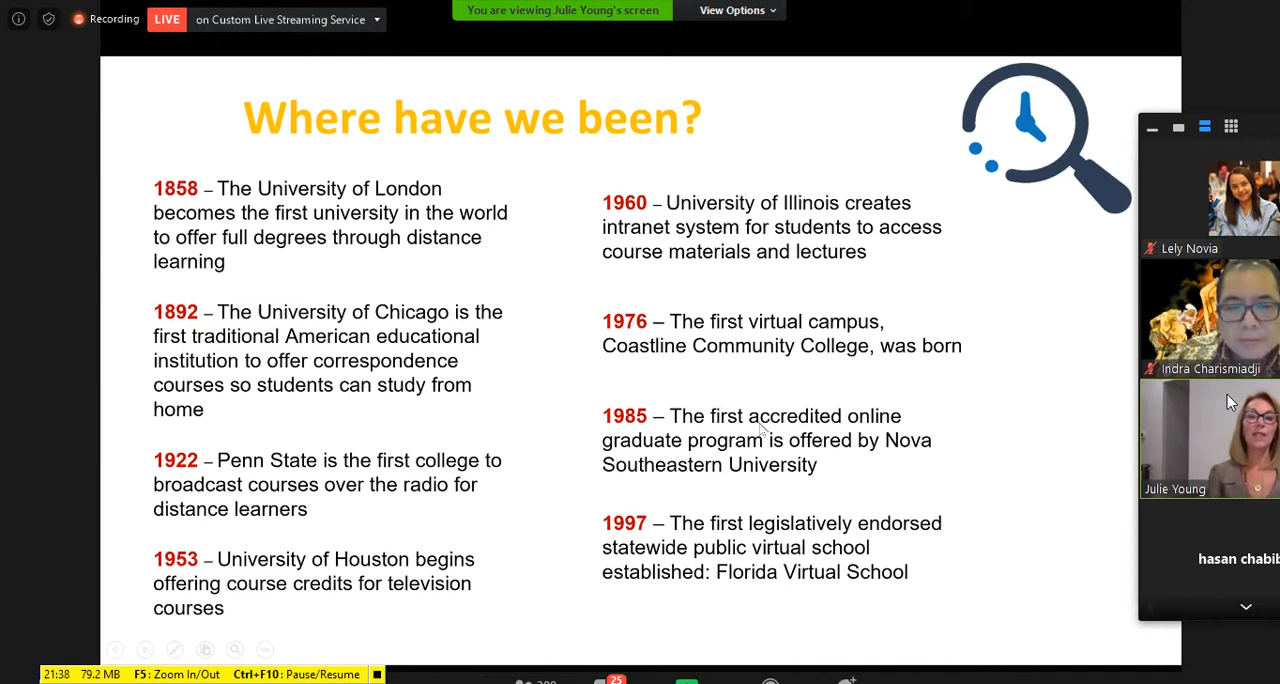 Recording
LIVE
on Custom Live Streaming Service
You are viewing Julie Young's screen
View Options
Where have we been?
1858 – The University of London
becomes the first university in the world
to offer full degrees through distance
learning
1892 – The University of Chicago is the
first traditional American educational
institution to offer correspondence
courses so students can study from
home
1922 – Penn State is the first college to
broadcast courses over the radio for
distance learners
1953 – University of Houston begins
offering course credits for television
courses
1960 – University of Illinois creates
intranet system for students to access
course materials and lectures
1976 – The first virtual campus,
Coastline Community College, was born
1985 – The first accredited online
graduate program is offered by Nova
Southeastern University
1997 – The first legislatively endorsed
statewide public virtual school
established: Florida Virtual School
Lely Novia
Indra Charismiadji
Julie Young
hasan chabib
21:38 79.2 MB F5: Zoom In/Out Ctrl+F10: Pause/Resume
25